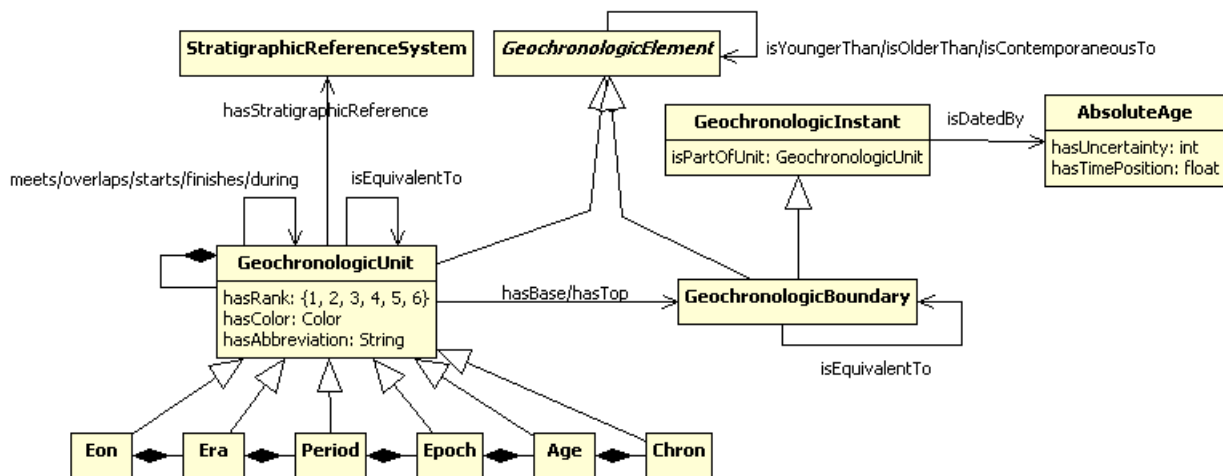 StratigraphicReferenceSystem
GeochronologicElement
isYoungerThan/isOlderThan/isContemporaneousTo
hasStratigraphicReference
GeochronologicInstant
isPartOfUnit: GeochronologicUnit
isDatedBy
AbsoluteAge
hasUncertainty: int
hasTimePosition: float
meets/overlaps/starts/finishes/during
isEquivalentTo
GeochronologicUnit
hasRank: {1, 2, 3, 4, 5, 6}
hasColor: Color
hasAbbreviation: String
hasBase/hasTop
GeochronologicBoundary
isEquivalentTo
Eon
Era
Period
Epoch
Age
Chron